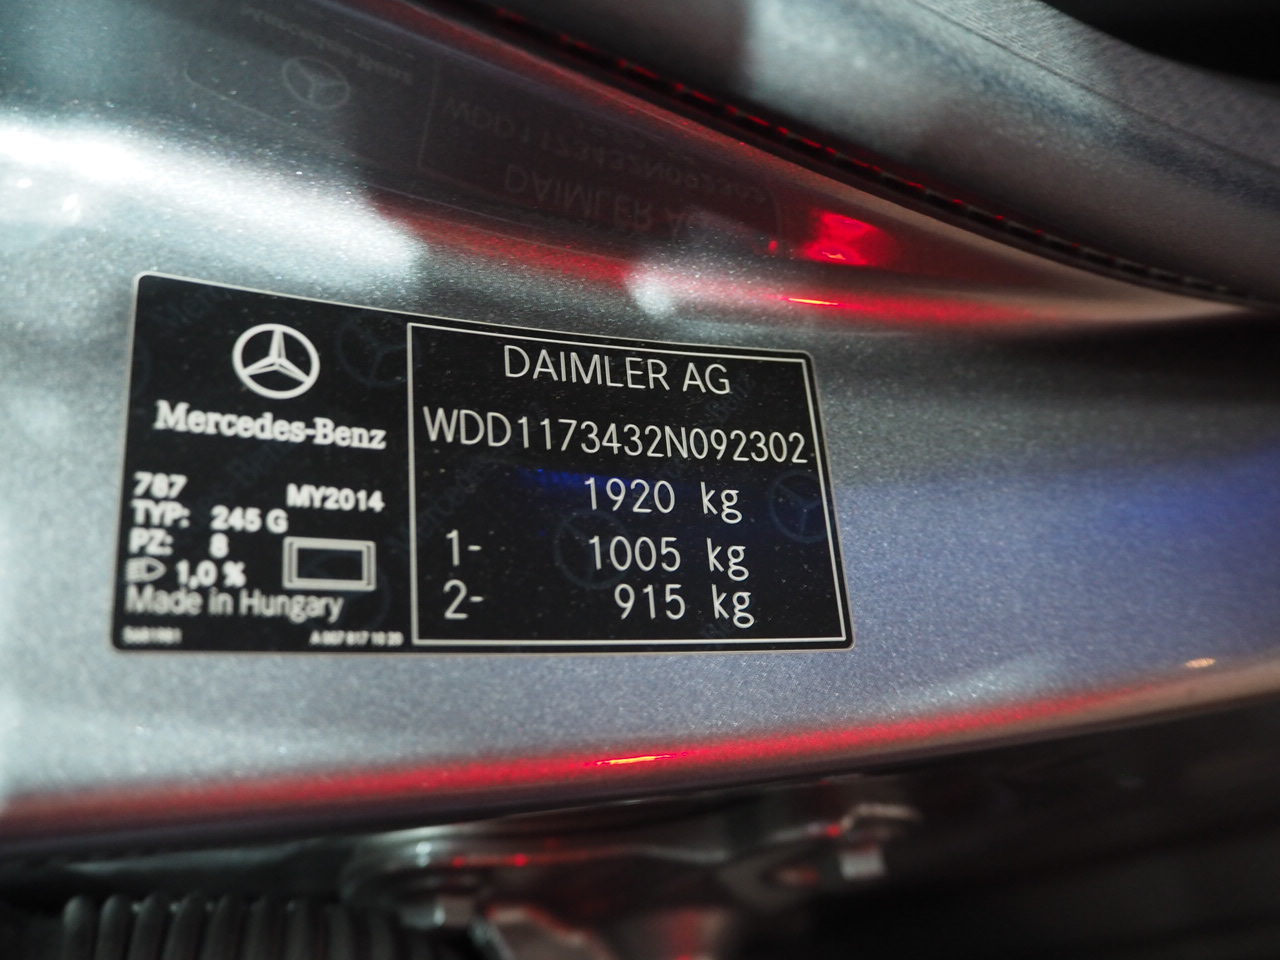 Mercedes-Benz
787
MY2014
TYP: 245 G
PZ: 8
1,0 %
Made in Hungary
DAIMLER AG
WDD1173432N092302
1920 kg
1- 1005 kg
2- 915 kg